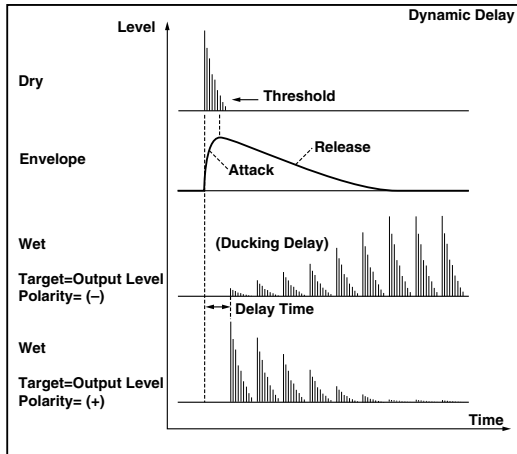 Dynamic Delay
Level
Dry
Threshold
Envelope
Release
Attack
Wet
(Ducking Delay)
Target=Output Level
Polarity= (–)
Delay Time
Wet
Target=Output Level
Polarity= (+)
Time